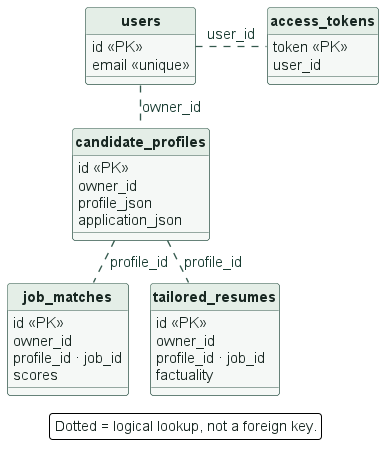 users
id «PK»
email «unique»
user_id
access_tokens
token «PK»
user_id
owner_id
candidate_profiles
id «PK»
owner_id
profile_json
application_json
profile_id
profile_id
job_matches
id «PK»
owner_id
profile_id · job_id
scores
tailored_resumes
id «PK»
owner_id
profile_id · job_id
factuality
Dotted = logical lookup, not a foreign key.